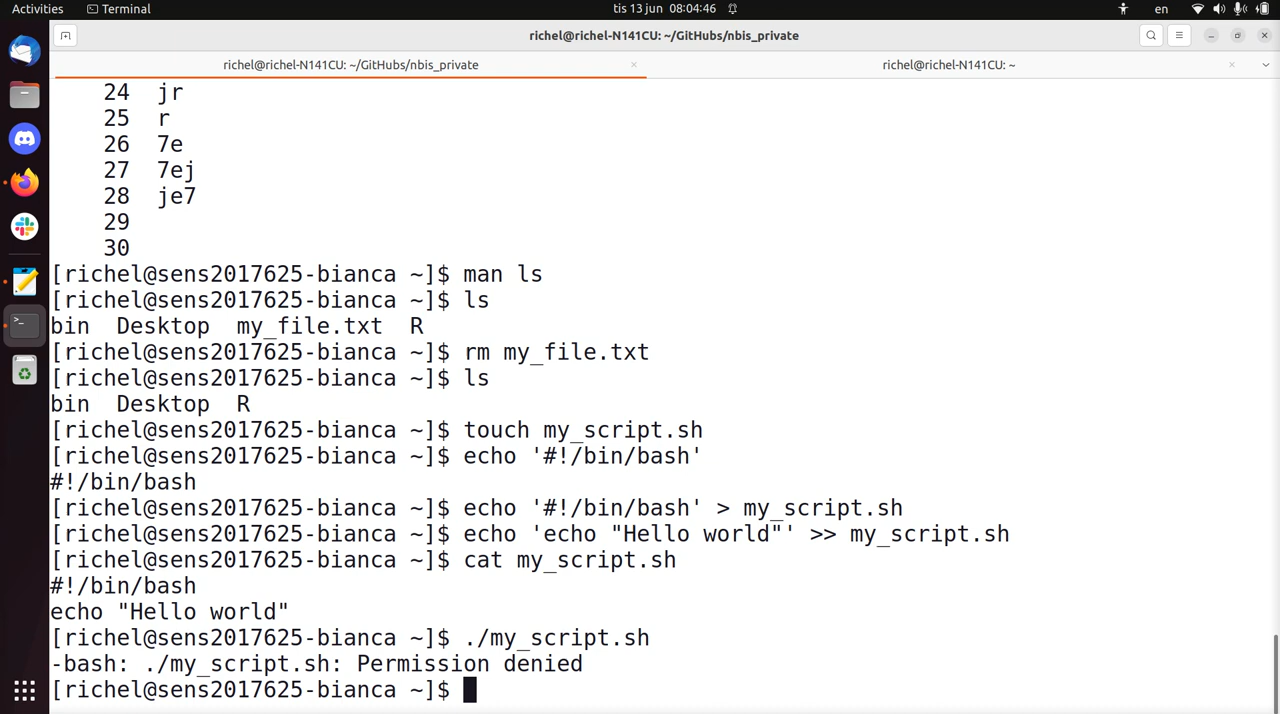 Activities Terminal tis 13 jun 08:04:46 en
richel@richel-N141CU: ~/GitHubs/nbis_private
richel@richel-N141CU: ~/GitHubs/nbis_private richel@richel-N141CU: ~
24 jr
25 r
26 7e
27 7ej
28 je7
29
30
[richel@sens2017625-bianca ~]$ man ls
[richel@sens2017625-bianca ~]$ ls
bin Desktop my_file.txt R
[richel@sens2017625-bianca ~]$ rm my_file.txt
[richel@sens2017625-bianca ~]$ ls
bin Desktop R
[richel@sens2017625-bianca ~]$ touch my_script.sh
[richel@sens2017625-bianca ~]$ echo '#!/bin/bash'
#!/bin/bash
[richel@sens2017625-bianca ~]$ echo '#!/bin/bash' > my_script.sh
[richel@sens2017625-bianca ~]$ echo 'echo "Hello world"' >> my_script.sh
[richel@sens2017625-bianca ~]$ cat my_script.sh
#!/bin/bash
echo "Hello world"
[richel@sens2017625-bianca ~]$ ./my_script.sh
-bash: ./my_script.sh: Permission denied
[richel@sens2017625-bianca ~]$